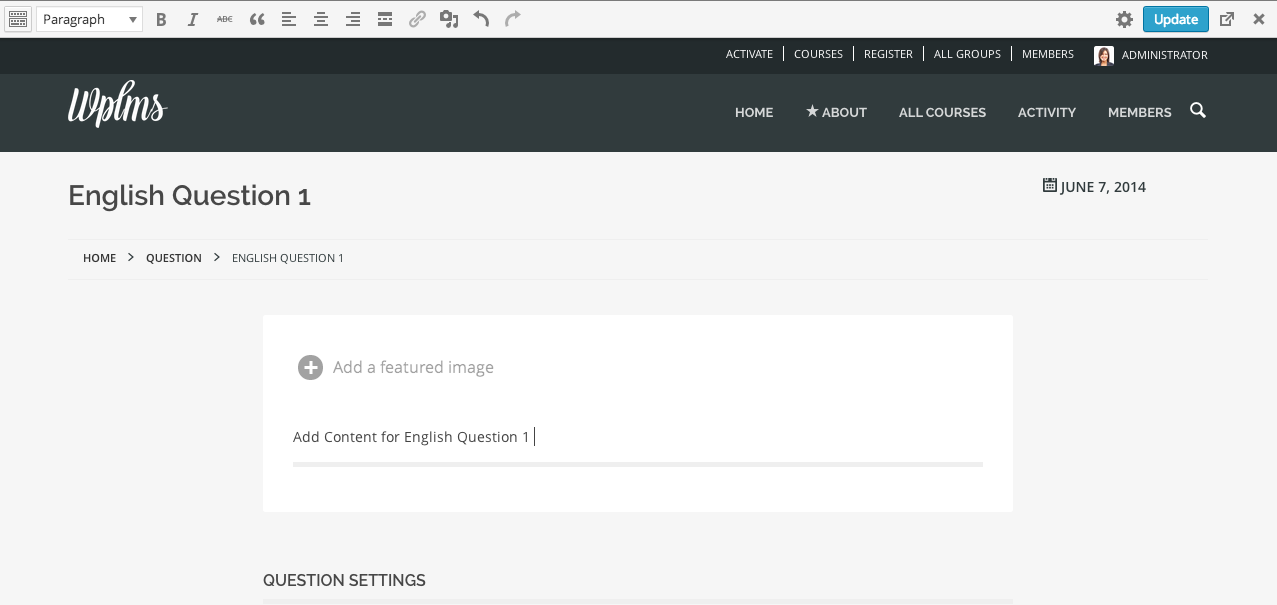 Paragraph ABC Update
ACTIVATE COURSES REGISTER ALL GROUPS MEMBERS ADMINISTRATOR
Wplms
HOME ABOUT ALL COURSES ACTIVITY MEMBERS
English Question 1
JUNE 7, 2014
HOME > QUESTION > ENGLISH QUESTION 1
Add a featured image
Add Content for English Question 1
QUESTION SETTINGS